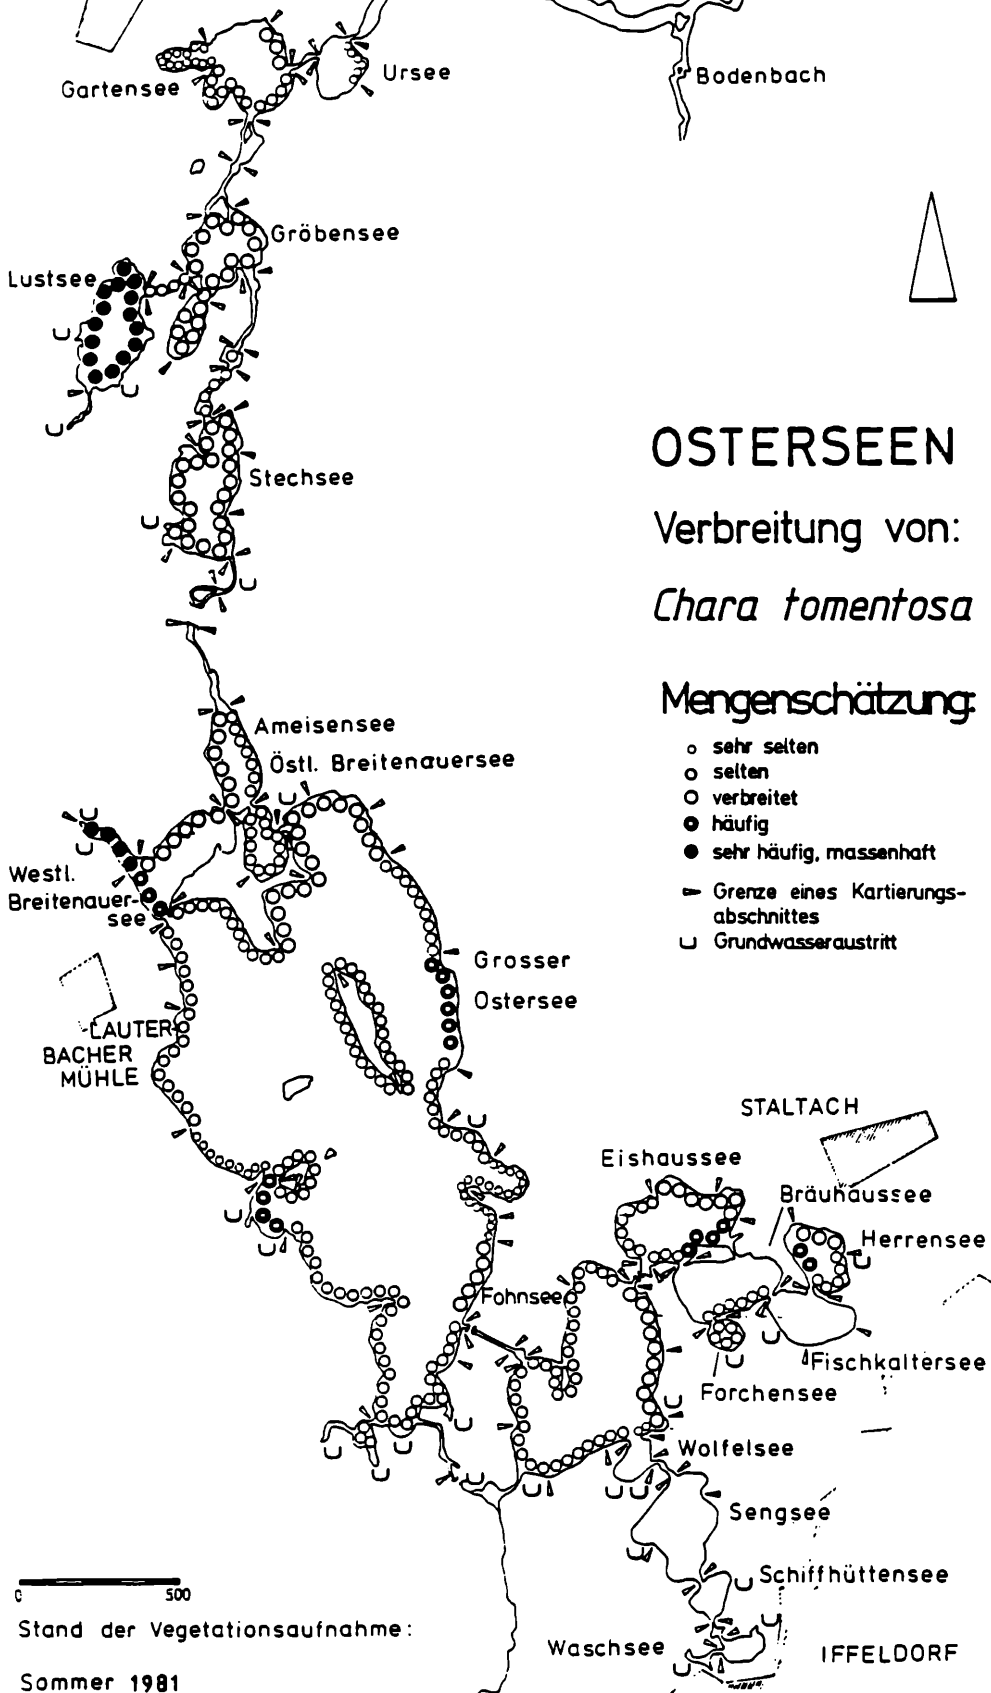 Gartensee
Ursee
Bodenbach
Gröbensee
Lustsee
Stechsee
OSTERSEEN
Verbreitung von:
Chara tomentosa
Mengenschätzung:
sehr selten
selten
verbreitet
häufig
sehr häufig, massenhaft
Grenze eines Kartierungs-
abschnittes
Grundwasseraustritt
Ameisensee
Östl. Breitenauersee
Westl.
Breitenauer-
see
Grosser
Ostersee
LAUTER-
BACHER
MÜHLE
STALTACH
Eishaussee
Bräuhaussee
Herrensee
Fohnsee
Fischkaltersee
Forchensee
Wolfelsee
Sengsee
Schiffhüttensee
Waschsee
IFFELDORF
0 500
Stand der Vegetationsaufnahme:
Sommer 1981